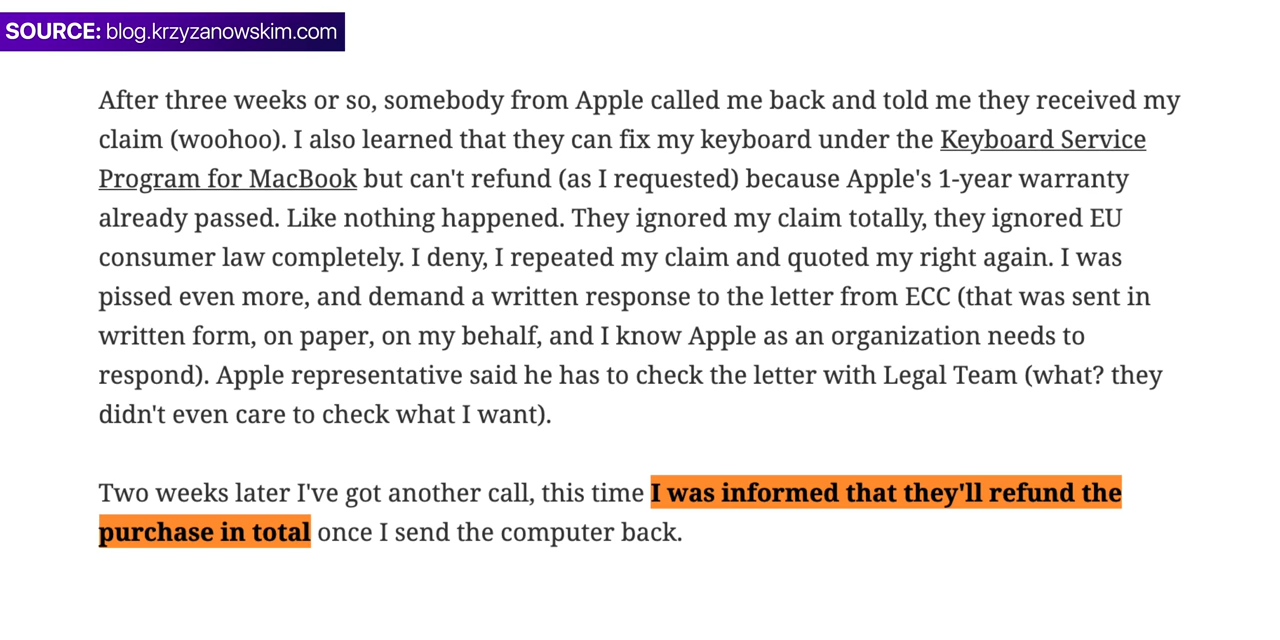 SOURCE: blog.krzyzanowskim.com
After three weeks or so, somebody from Apple called me back and told me they received my
claim (woohoo). I also learned that they can fix my keyboard under the Keyboard Service
Program for MacBook but can't refund (as I requested) because Apple's 1-year warranty
already passed. Like nothing happened. They ignored my claim totally, they ignored EU
consumer law completely. I deny, I repeated my claim and quoted my right again. I was
pissed even more, and demand a written response to the letter from ECC (that was sent in
written form, on paper, on my behalf, and I know Apple as an organization needs to
respond). Apple representative said he has to check the letter with Legal Team (what? they
didn't even care to check what I want).
Two weeks later I've got another call, this time I was informed that they'll refund the
purchase in total once I send the computer back.